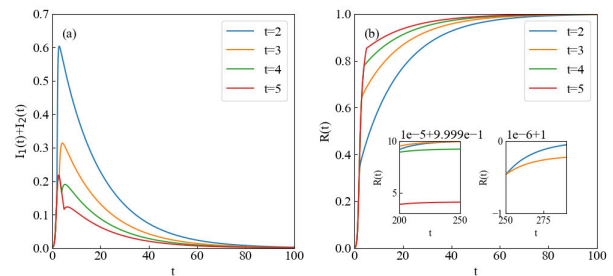 (a)
t=2
t=3
t=4
t=5
I₁(t)+I₂(t)
0.7
0.6
0.5
0.4
0.3
0.2
0.1
0.0
0 20 40 60 80 100
t
(b)
t=2
t=3
t=4
t=5
R(t)
1.0
0.8
0.6
0.4
0.2
0.0
0 20 40 60 80 100
t
1e−5+9.999e−1
10
5
R(t)
200 225 250
t
1e−6+1
0
−1
R(t)
250 275
t